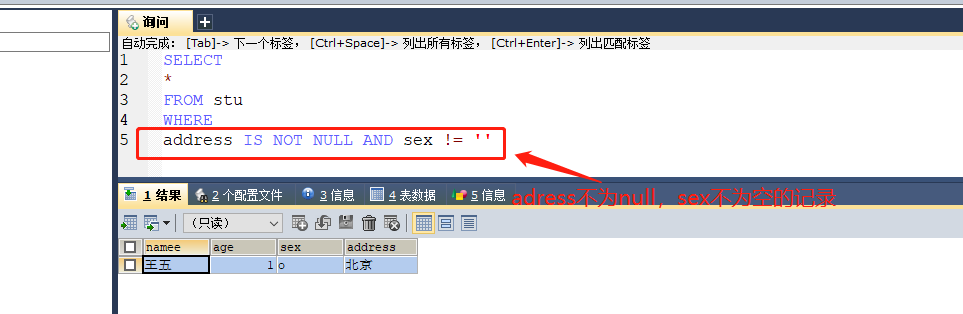 询问
自动完成： [Tab]-> 下一个标签， [Ctrl+Space]-> 列出所有标签， [Ctrl+Enter]-> 列出匹配标签
1 SELECT
2 *
3 FROM stu
4 WHERE
5 address IS NOT NULL AND sex != ''
1 结果 2 个配置文件 3 信息 4 表数据 5 信息
adress不为null，sex不为空的记录
（只读）
namee age sex address
王五 1 o 北京